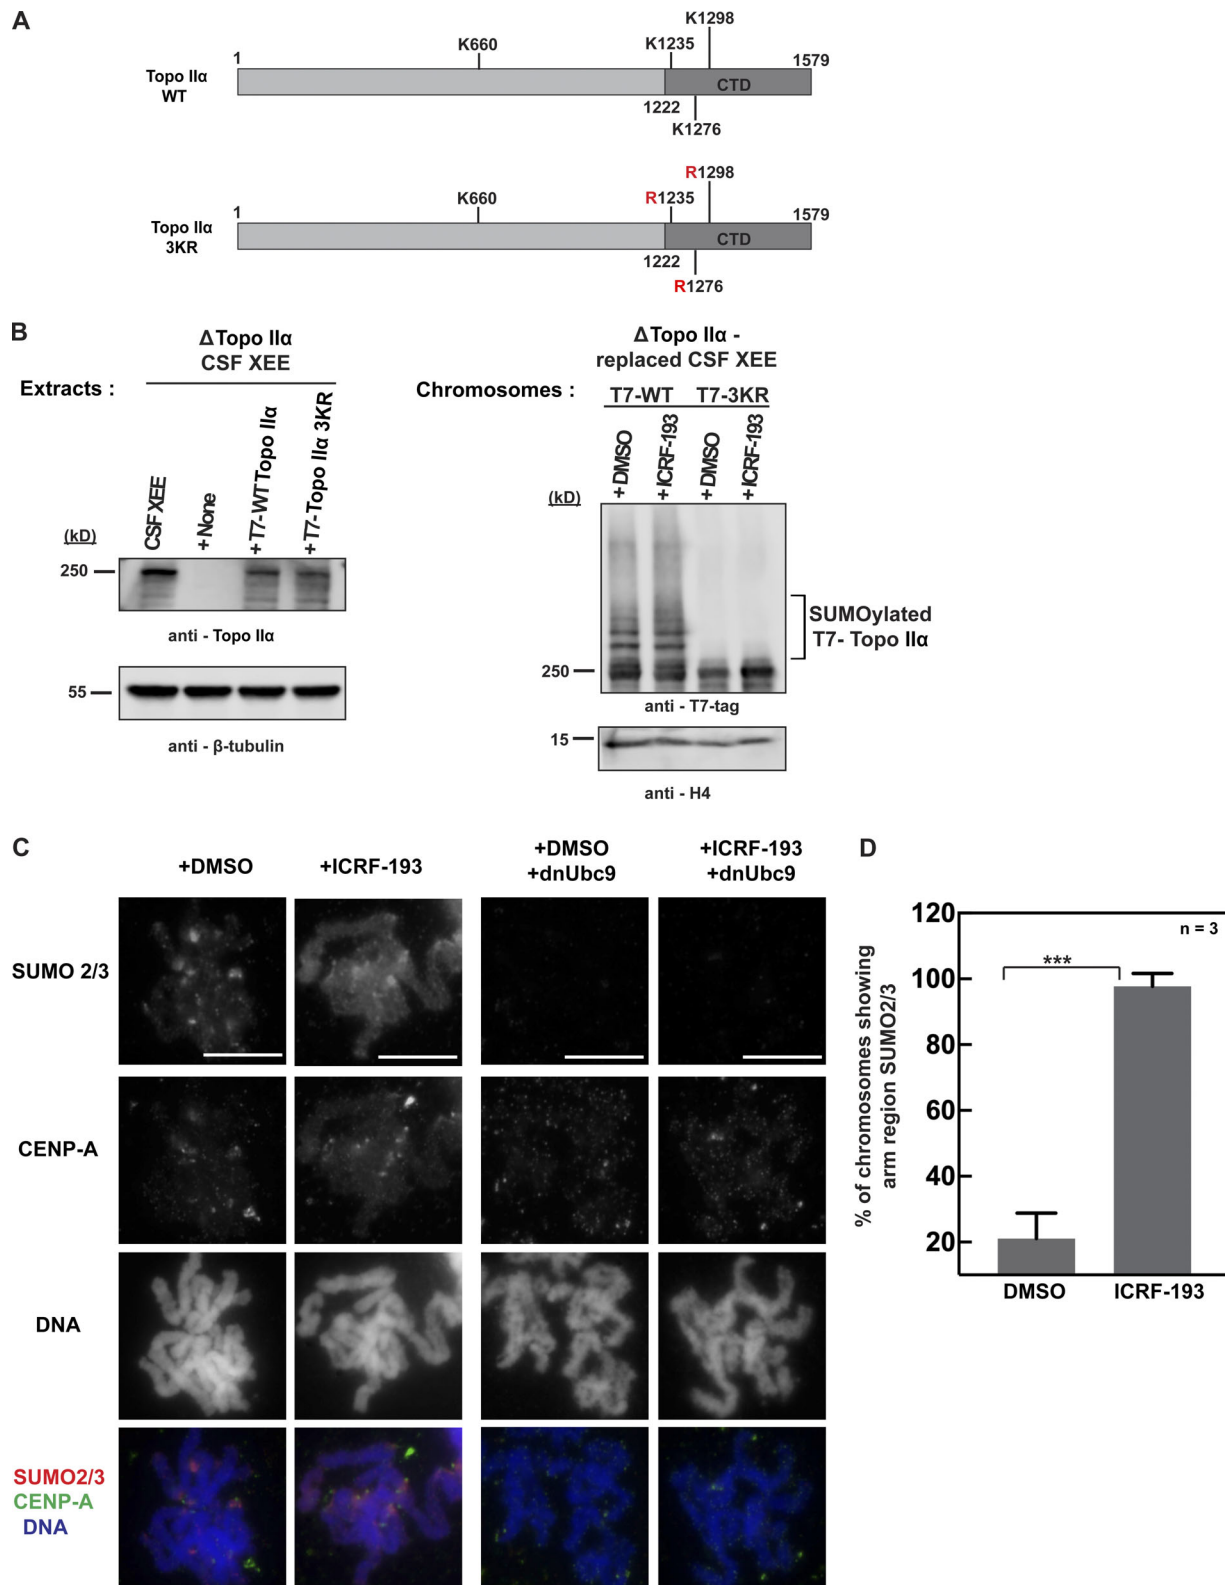 A
1
K660
K1235
K1298
1579
Topo IIα
WT
CTD
1222
K1276
1
K660
R1235
R1298
1579
Topo IIα
3KR
CTD
1222
R1276
B
Δ Topo IIα
CSF XEE
Extracts :
CSF XEE
+None
+T7-WT Topo IIα
+T7-Topo IIα 3KR
(kD)
250
anti - Topo IIα
55
anti - β-tubulin
Δ Topo IIα -
replaced CSF XEE
Chromosomes :
T7-WT T7-3KR
+DMSO
+ICRF-193
+DMSO
+ICRF-193
(kD)
SUMOylated
T7- Topo IIα
250
anti - T7-tag
15
anti - H4
C
+DMSO
+ICRF-193
+DMSO
+dnUbc9
+ICRF-193
+dnUbc9
SUMO 2/3
CENP-A
DNA
SUMO2/3
CENP-A
DNA
D
% of chromosomes showing
arm region SUMO2/3
120
100
80
60
40
20
n = 3
***
DMSO
ICRF-193